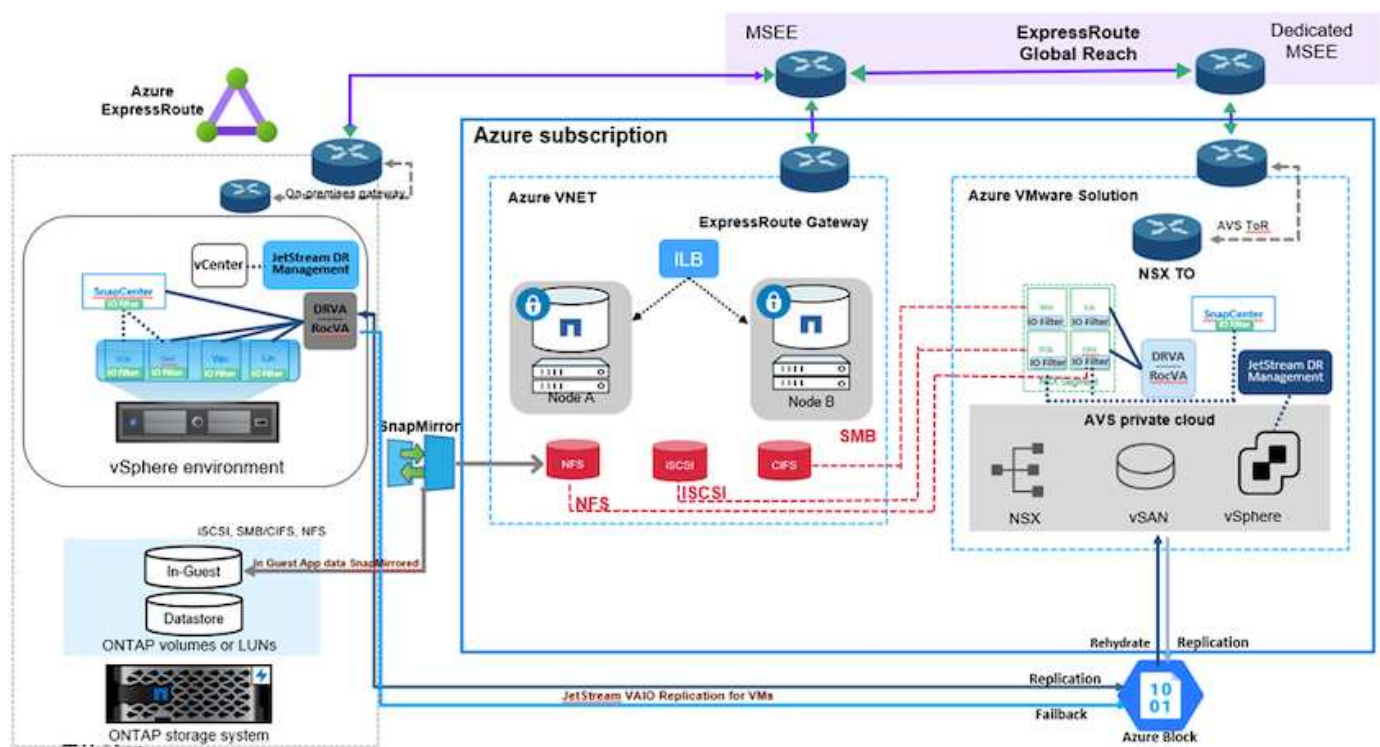 MSEE
ExpressRoute
Global Reach
Dedicated
MSEE
Azure
ExpressRoute
Azure subscription
On-premises gateway
Azure VNET
ExpressRoute Gateway
ILB
Node A
Node B
Azure VMware Solution
AVS ToR
NSX TO
vCenter
JetStream DR
Management
SnapCenter
IO Filter
DRVA
RocVA
IO Filter
IO Filter
IO Filter
IO Filter
vSphere environment
SnapMirror
NFS
iSCSI
CIFS
SMB
NFS
ISCSI
IO Filter
IO Filter
IO Filter
IO Filter
NSX Segment
DRVA
RocVA
SnapCenter
IO Filter
JetStream DR
Management
AVS private cloud
NSX
vSAN
vSphere
iSCSI, SMB/CIFS, NFS
In-Guest
In Guest App data SnapMirrored
Datastore
ONTAP volumes or LUNs
ONTAP storage system
JetStream VAIO Replication for VMs
Rehydrate
Replication
Replication
Failback
10
01
Azure Block